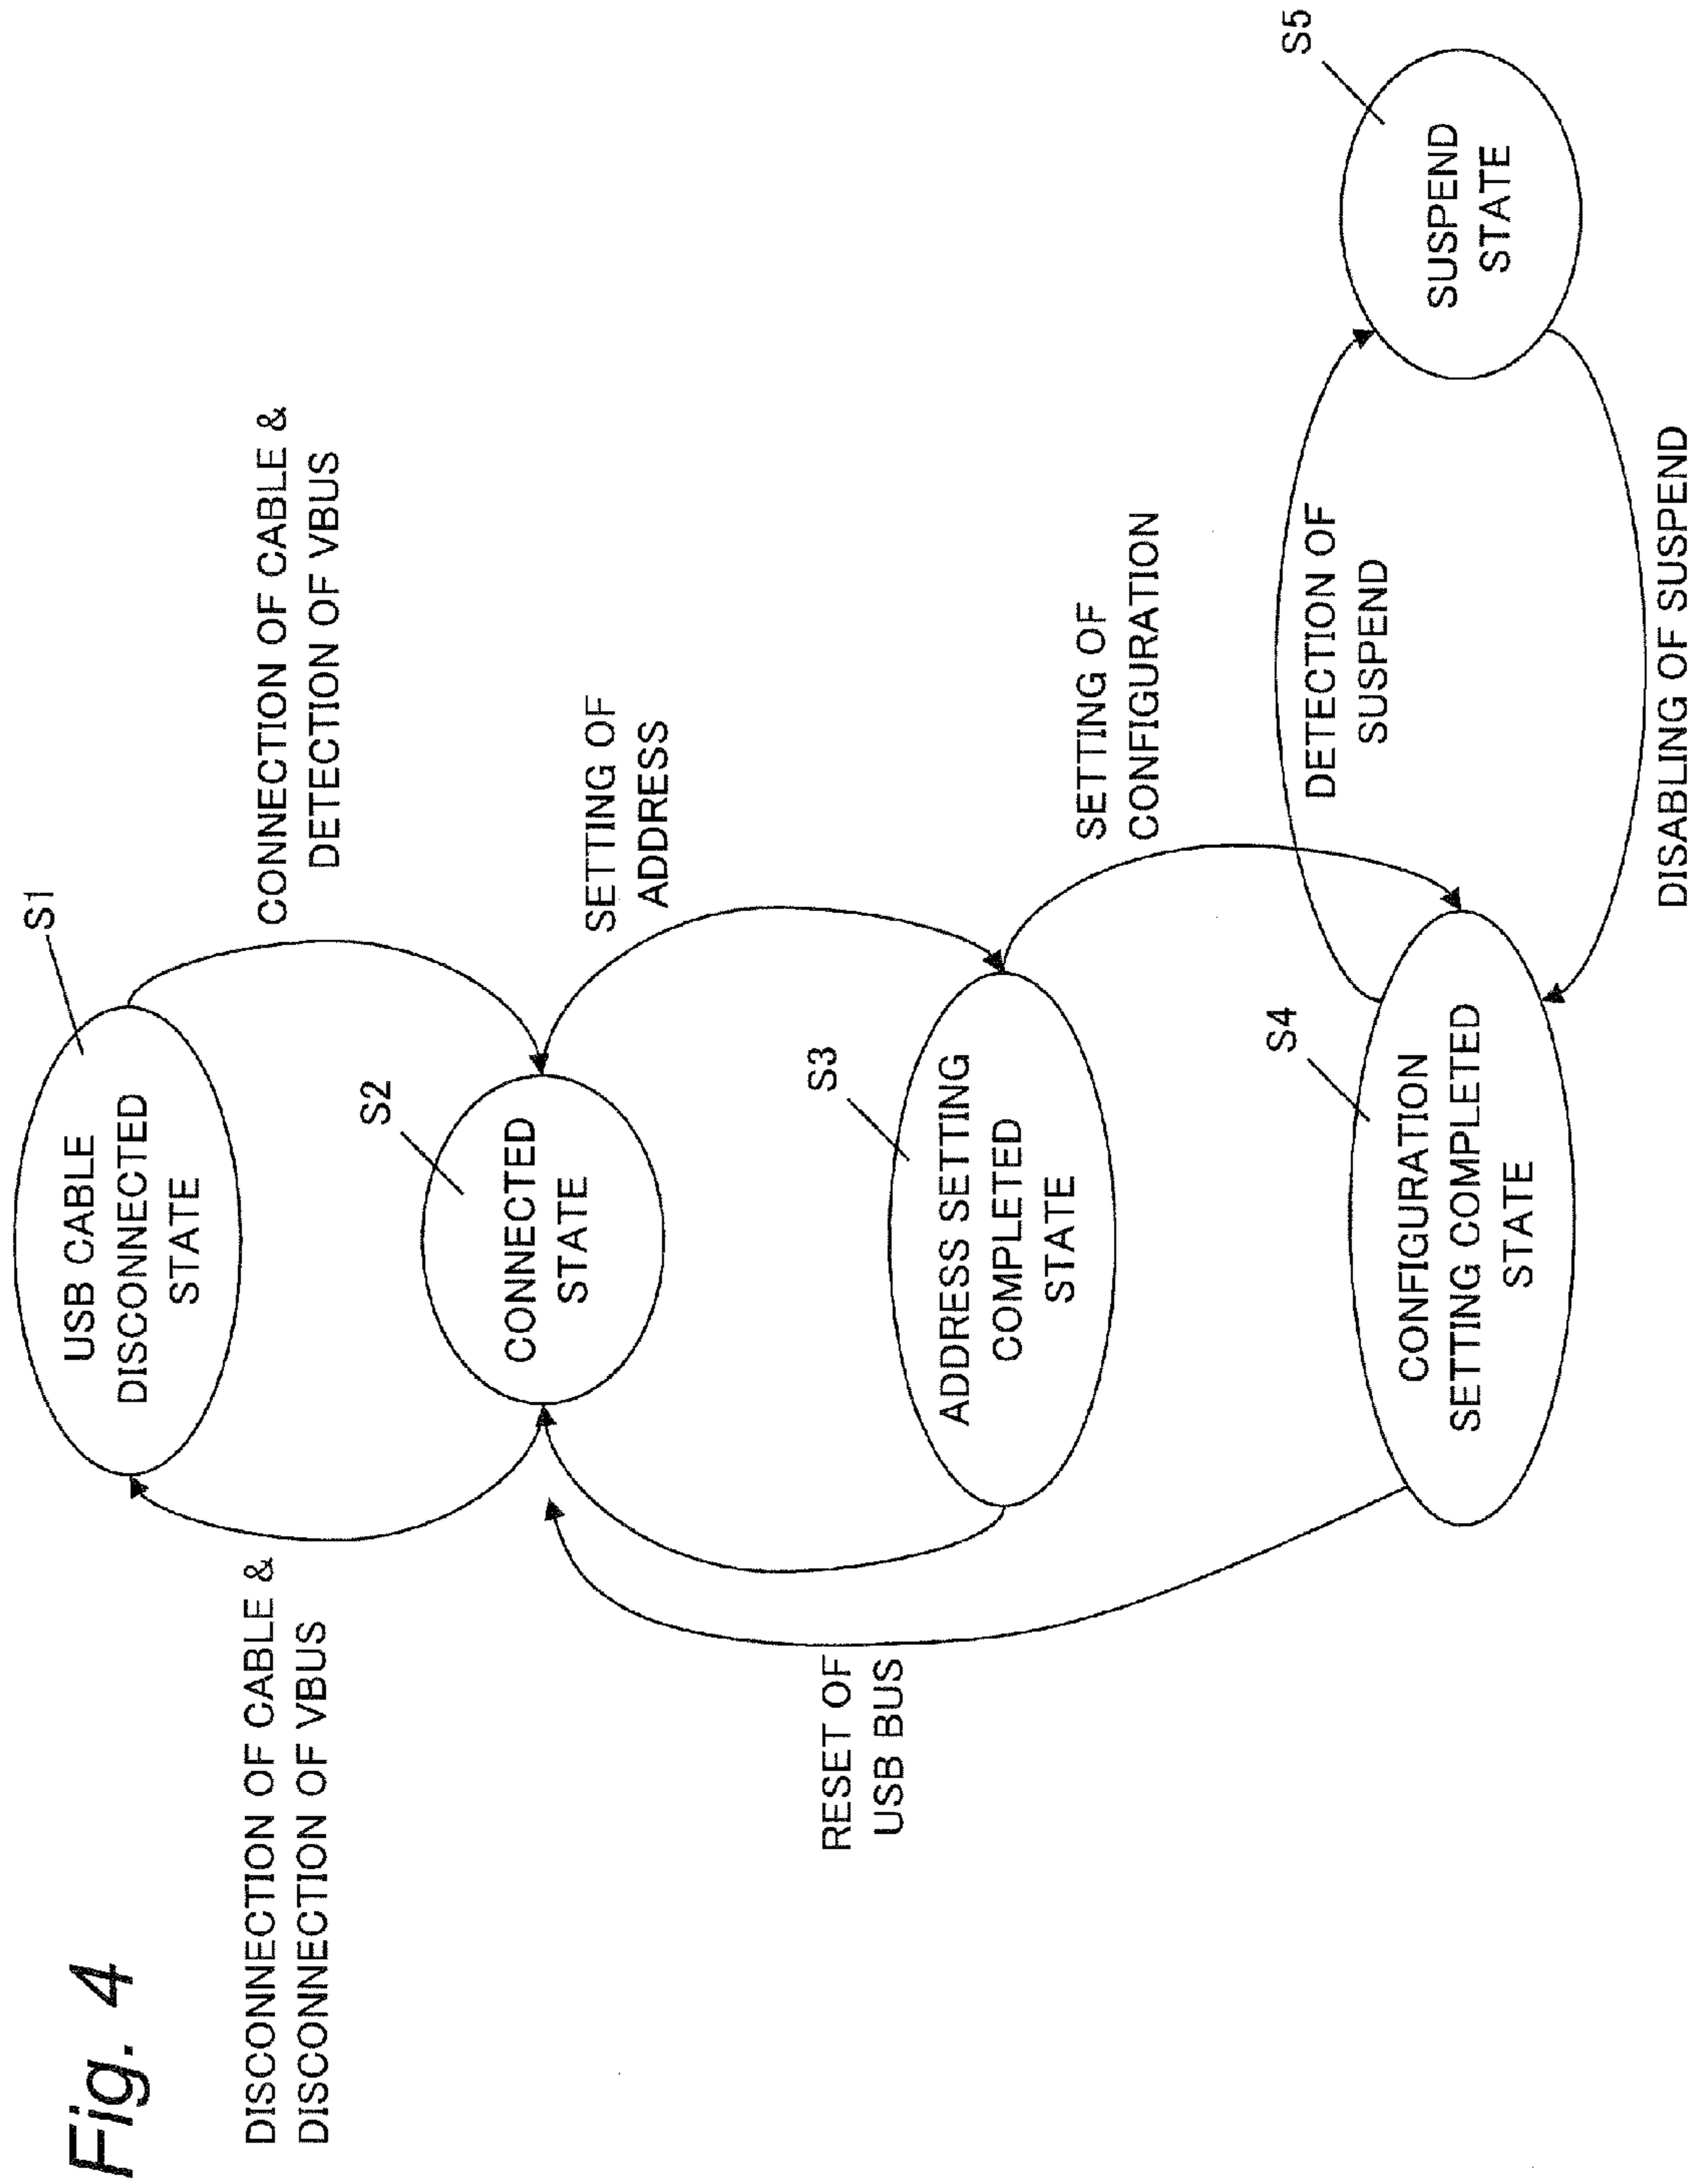 Fig. 4
S1
USB CABLE
DISCONNECTED
STATE
DISCONNECTION OF CABLE &
DISCONNECTION OF VBUS
CONNECTION OF CABLE &
DETECTION OF VBUS
S2
CONNECTED
STATE
SETTING OF
ADDRESS
RESET OF
USB BUS
S3
ADDRESS SETTING
COMPLETED
STATE
SETTING OF
CONFIGURATION
S4
CONFIGURATION
SETTING COMPLETED
STATE
DETECTION OF
SUSPEND
S5
SUSPEND
STATE
DISABLING OF SUSPEND